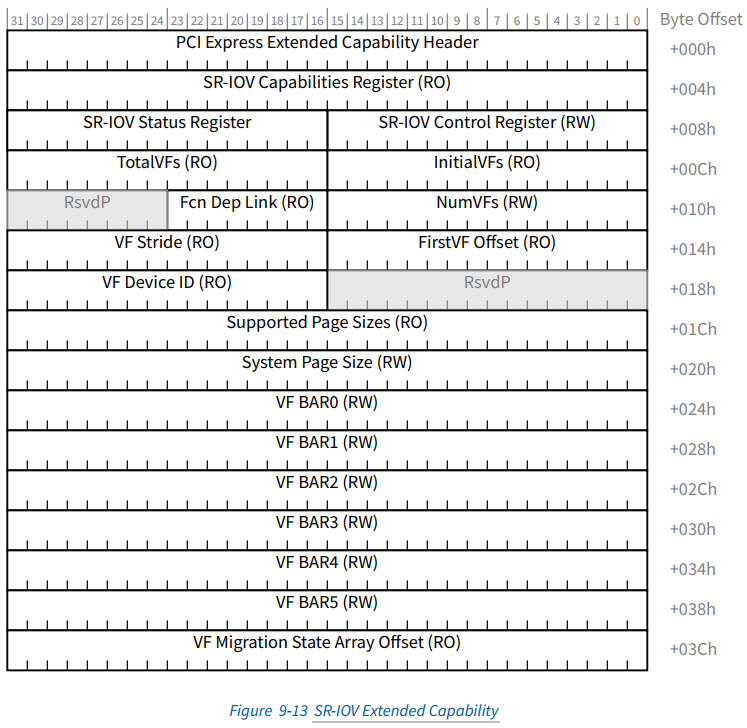 31 30 29 28 27 26 25 24 23 22 21 20 19 18 17 16 15 14 13 12 11 10 9 8 7 6 5 4 3 2 1 0 Byte Offset
PCI Express Extended Capability Header +000h
SR-IOV Capabilities Register (RO) +004h
SR-IOV Status Register SR-IOV Control Register (RW) +008h
TotalVFs (RO) InitialVFs (RO) +00Ch
RsvdP Fcn Dep Link (RO) NumVFs (RW) +010h
VF Stride (RO) FirstVF Offset (RO) +014h
VF Device ID (RO) RsvdP +018h
Supported Page Sizes (RO) +01Ch
System Page Size (RW) +020h
VF BAR0 (RW) +024h
VF BAR1 (RW) +028h
VF BAR2 (RW) +02Ch
VF BAR3 (RW) +030h
VF BAR4 (RW) +034h
VF BAR5 (RW) +038h
VF Migration State Array Offset (RO) +03Ch
Figure 9-13 SR-IOV Extended Capability